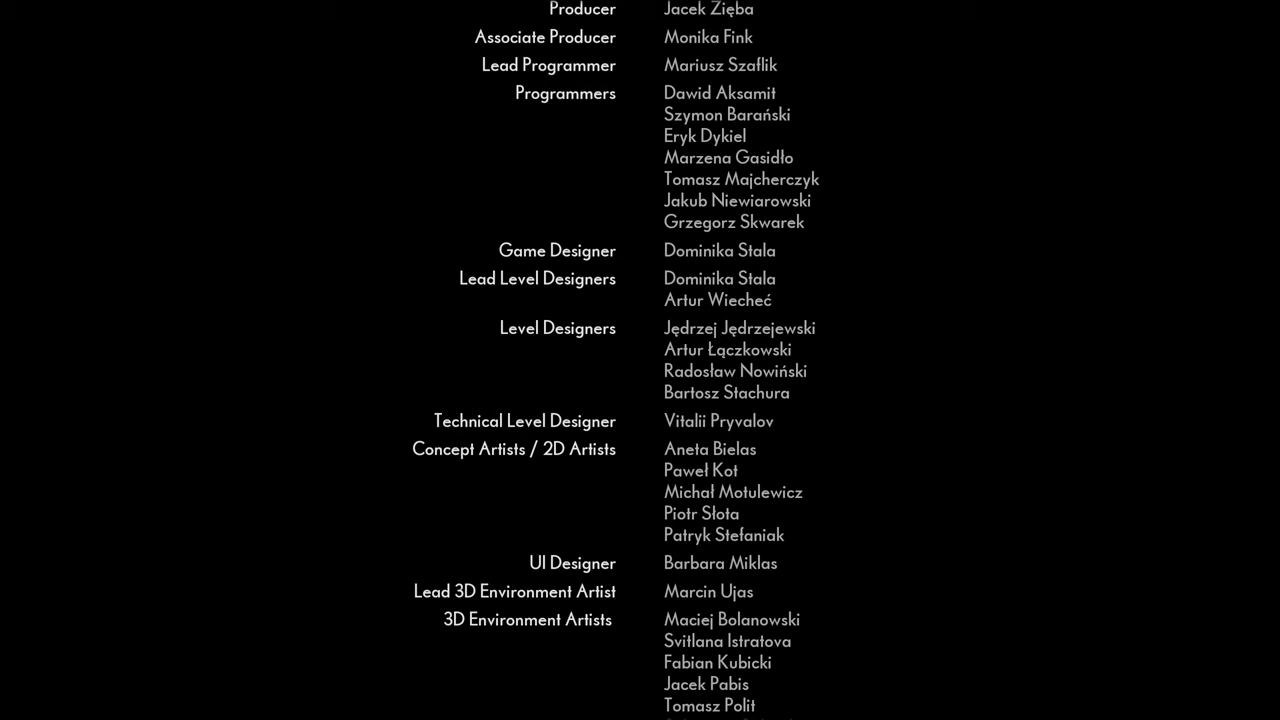 Producer Jacek Zięba
Associate Producer Monika Fink
Lead Programmer Mariusz Szaflik
Programmers Dawid Aksamit
Szymon Barański
Eryk Dykiel
Marzena Gasidło
Tomasz Majcherczyk
Jakub Niewiarowski
Grzegorz Skwarek
Game Designer Dominika Stala
Lead Level Designers Dominika Stala
Artur Wiecheć
Level Designers Jędrzej Jędrzejewski
Artur Łączkowski
Radosław Nowiński
Bartosz Stachura
Technical Level Designer Vitalii Pryvalov
Concept Artists / 2D Artists Aneta Bielas
Paweł Kot
Michał Motulewicz
Piotr Słota
Patryk Stefaniak
UI Designer Barbara Miklas
Lead 3D Environment Artist Marcin Ujas
3D Environment Artists Maciej Bolanowski
Svitlana Istratova
Fabian Kubicki
Jacek Pabis
Tomasz Polit